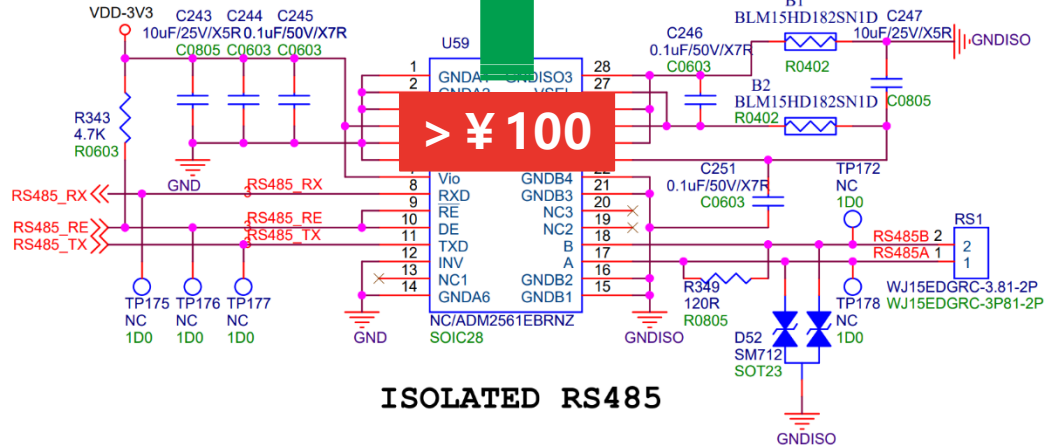 VDD-3V3
C243 C244 C245
10uF/25V/X5R 0.1uF/50V/X7R
C0805 C0603 C0603
R343
4.7K
R0603
GND
U59
1 GNDA1 GNDISO3 28
2 GNDA2 VSEL 27
> ¥ 100
Vio GNDB4
8 RXD GNDB3 21
9 RE NC3 20
10 DE NC2 19
11 TXD B 18
12 INV A 17
13 NC1 GNDB2 16
14 GNDA6 GNDB1 15
NC/ADM2561EBRNZ
SOIC28
B1
BLM15HD182SN1D
R0402
C246
0.1uF/50V/X7R
C0603
C247
10uF/25V/X5R
C0805
GNDISO
B2
BLM15HD182SN1D
R0402
C251
0.1uF/50V/X7R
C0603
TP172
NC
1D0
RS485_RX RS485_RX
RS485_RE RS485_RE
RS485_TX RS485_TX
TP175 TP176 TP177
NC NC NC
1D0 1D0 1D0
GND
GNDISO
R349
120R
R0805
D52
SM712
SOT23
TP178
NC
1D0
RS1
RS485B 2 2
RS485A 1 1
WJ15EDGRC-3.81-2P
WJ15EDGRC-3P81-2P
GNDISO
ISOLATED RS485